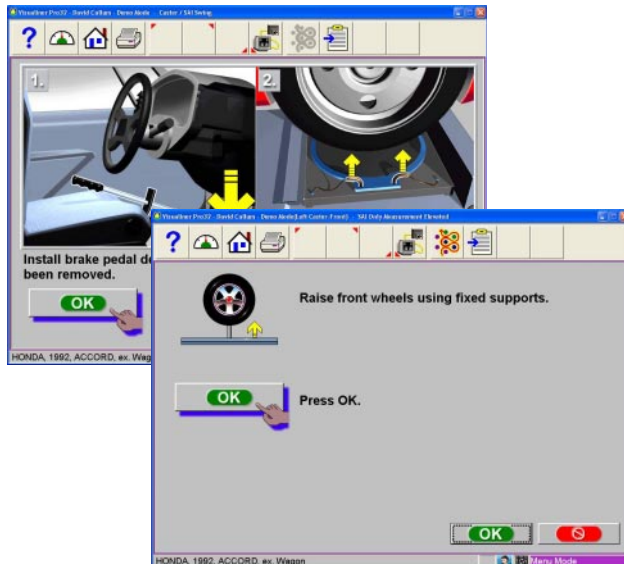 Visualiner Pro32 - David Callam - Demo Mode - Caster / SAI Swing
?
1.
2.
Install brake pedal de
been removed.
OK
HONDA, 1992, ACCORD, ex. Wag
Visualiner Pro32 - David Callam - Demo Mode(Left Caster Front) - SAI Only Measurement Elevated
?
Raise front wheels using fixed supports.
OK
Press OK.
OK
HONDA, 1992, ACCORD, ex. Wagon
Menu Mode